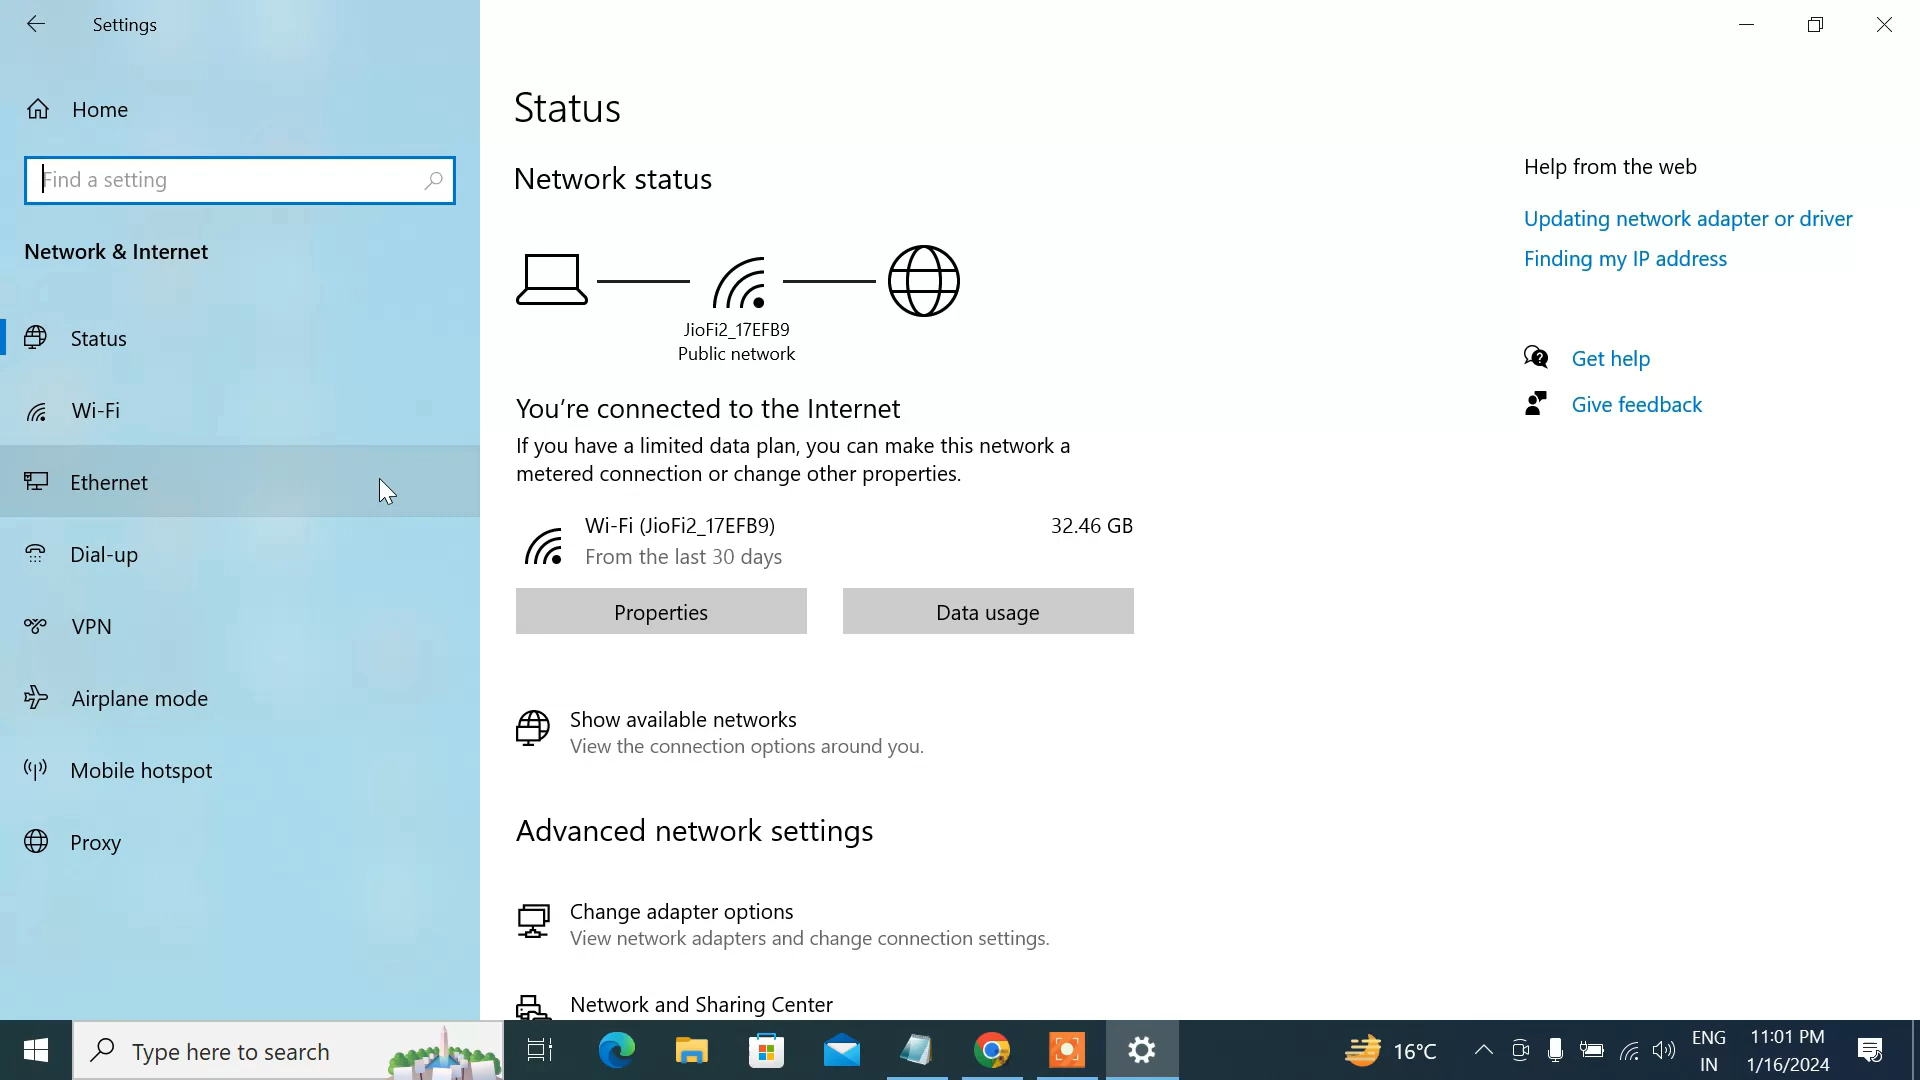 Settings
Home
Find a setting
Network & Internet
Status
Wi-Fi
Ethernet
Dial-up
VPN
Airplane mode
Mobile hotspot
Proxy
Status
Network status
JioFi2_17EFB9
Public network
You're connected to the Internet
If you have a limited data plan, you can make this network a
metered connection or change other properties.
Wi-Fi (JioFi2_17EFB9)
32.46 GB
From the last 30 days
Properties
Data usage
Show available networks
View the connection options around you.
Advanced network settings
Change adapter options
View network adapters and change connection settings.
Network and Sharing Center
Help from the web
Updating network adapter or driver
Finding my IP address
Get help
Give feedback
Type here to search
16°C
ENG
IN
11:01 PM
1/16/2024